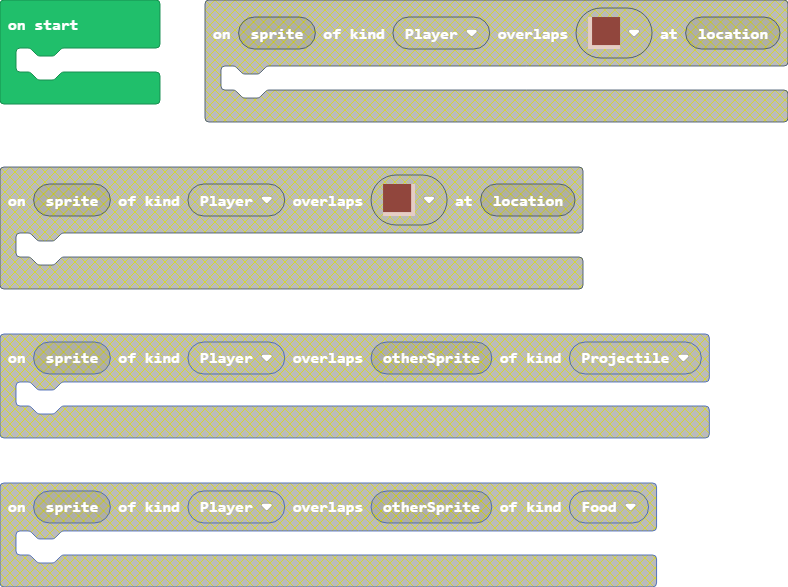 on start
on sprite of kind Player overlaps at location
on sprite of kind Player overlaps at location
on sprite of kind Player overlaps otherSprite of kind Projectile
on sprite of kind Player overlaps otherSprite of kind Food